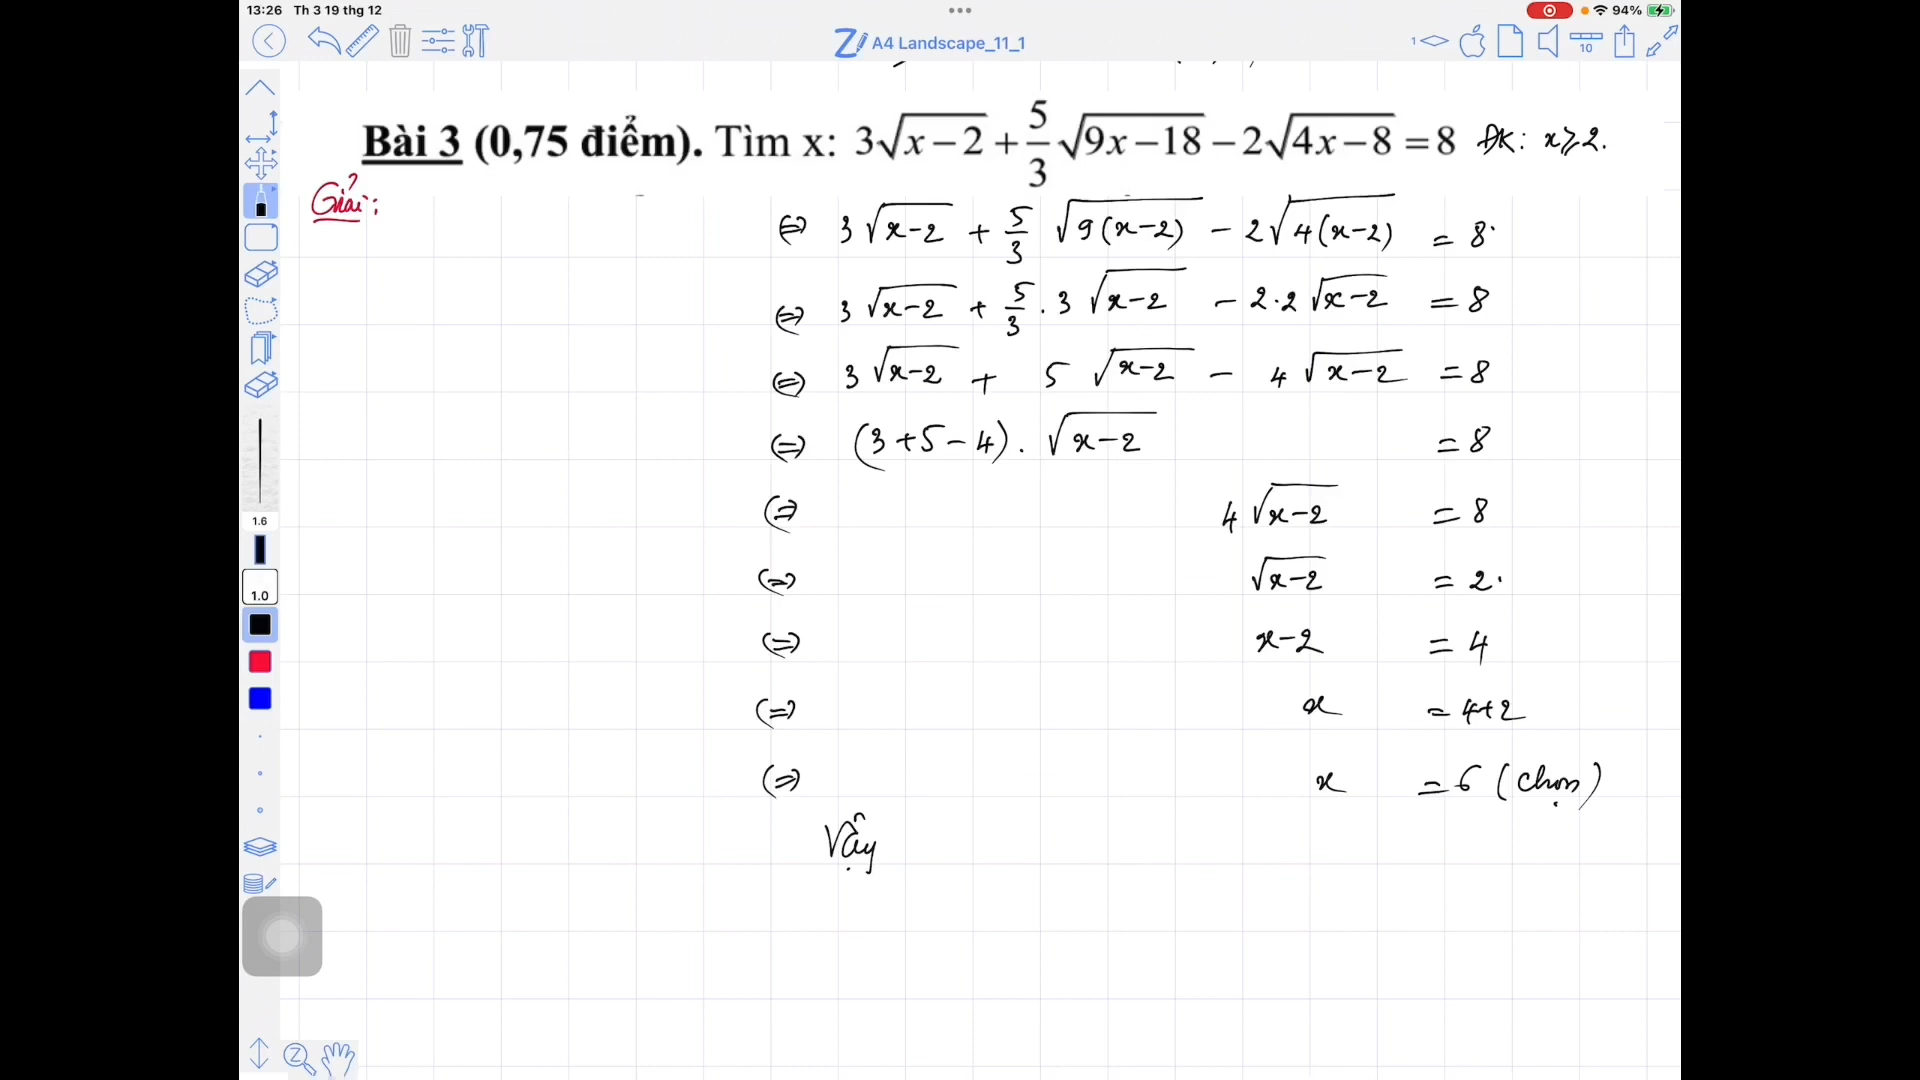 13:26 Th 3 19 thg 12
94%
A4 Landscape_11_1
1
10
Bài 3 (0,75 điểm). Tìm x: 3√(x−2) + 5/3 √(9x−18) − 2√(4x−8) = 8 ĐK: x ≥ 2.
Giải:
⇔ 3√(x−2) + 5/3 √(9(x−2)) − 2√(4(x−2)) = 8
⇔ 3√(x−2) + 5/3 . 3√(x−2) − 2.2√(x−2) = 8
⇔ 3√(x−2) + 5√(x−2) − 4√(x−2) = 8
⇔ (3+5−4). √(x−2) = 8
⇔ 4√(x−2) = 8
⇔ √(x−2) = 2.
⇔ x−2 = 4
⇔ x = 4+2
⇔ x = 6 (chọn)
Vậy
1.6
1.0